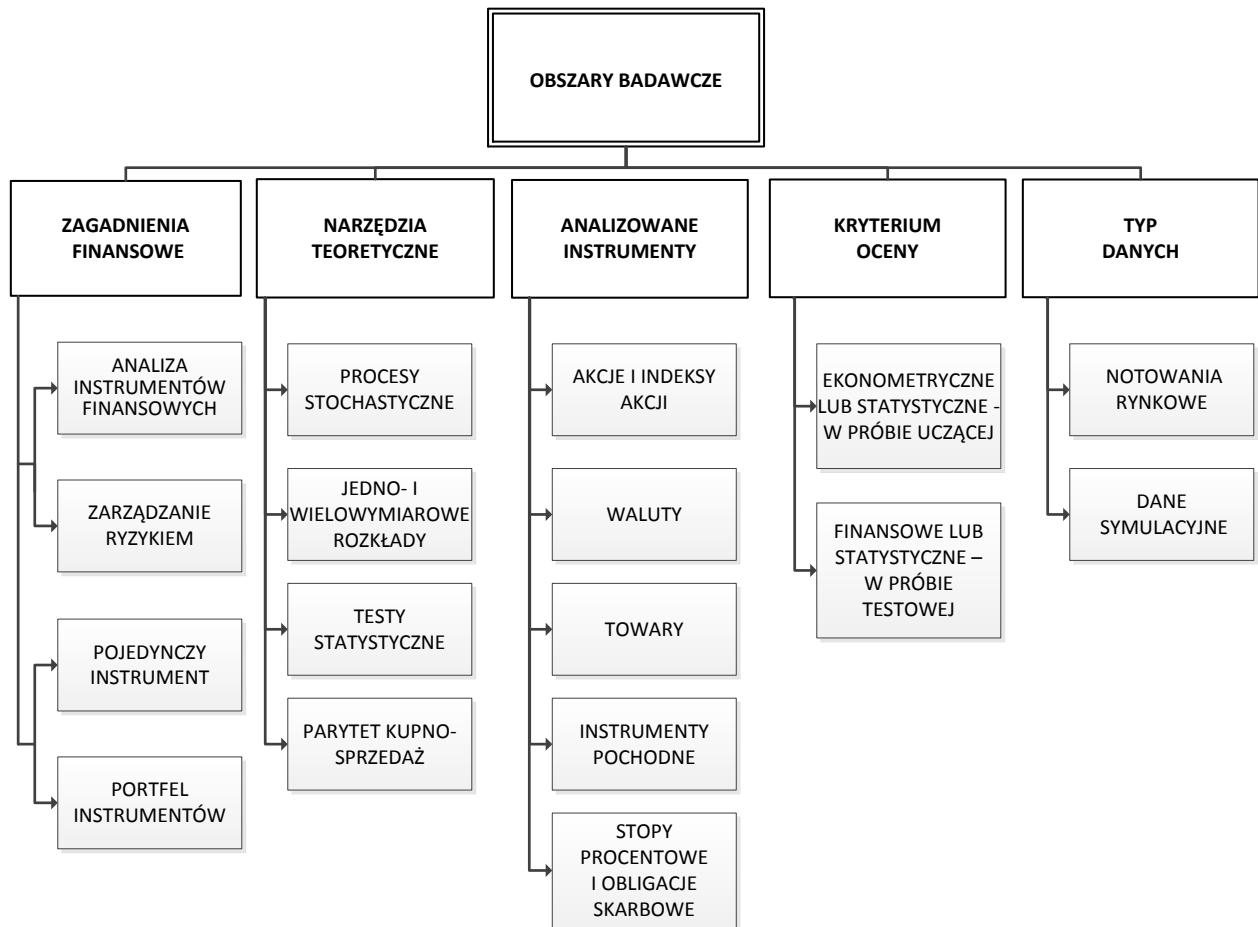 OBSZARY BADAWCZE
ZAGADNIENIA
FINANSOWE
NARZĘDZIA
TEORETYCZNE
ANALIZOWANE
INSTRUMENTY
KRYTERIUM
OCENY
TYP
DANYCH
ANALIZA
INSTRUMENTÓW
FINANSOWYCH
ZARZĄDZANIE
RYZYKIEM
POJEDYNCZY
INSTRUMENT
PORTFEL
INSTRUMENTÓW
PROCESY
STOCHASTYCZNE
JEDNO- I
WIELOWYMIAROWE
ROZKŁADY
TESTY
STATYSTYCZNE
PARYTET KUPNO-
SPRZEDAŻ
AKCJE I INDEKSY
AKCJI
WALUTY
TOWARY
INSTRUMENTY
POCHODNE
STOPY
PROCENTOWE
I OBLIGACJE
SKARBOWE
EKONOMETRYCZNE
LUB STATYSTYCZNE -
W PRÓBIE UCZĄCEJ
FINANSOWE LUB
STATYSTYCZNE –
W PRÓBIE
TESTOWEJ
NOTOWANIA
RYNKOWE
DANE
SYMULACYJNE